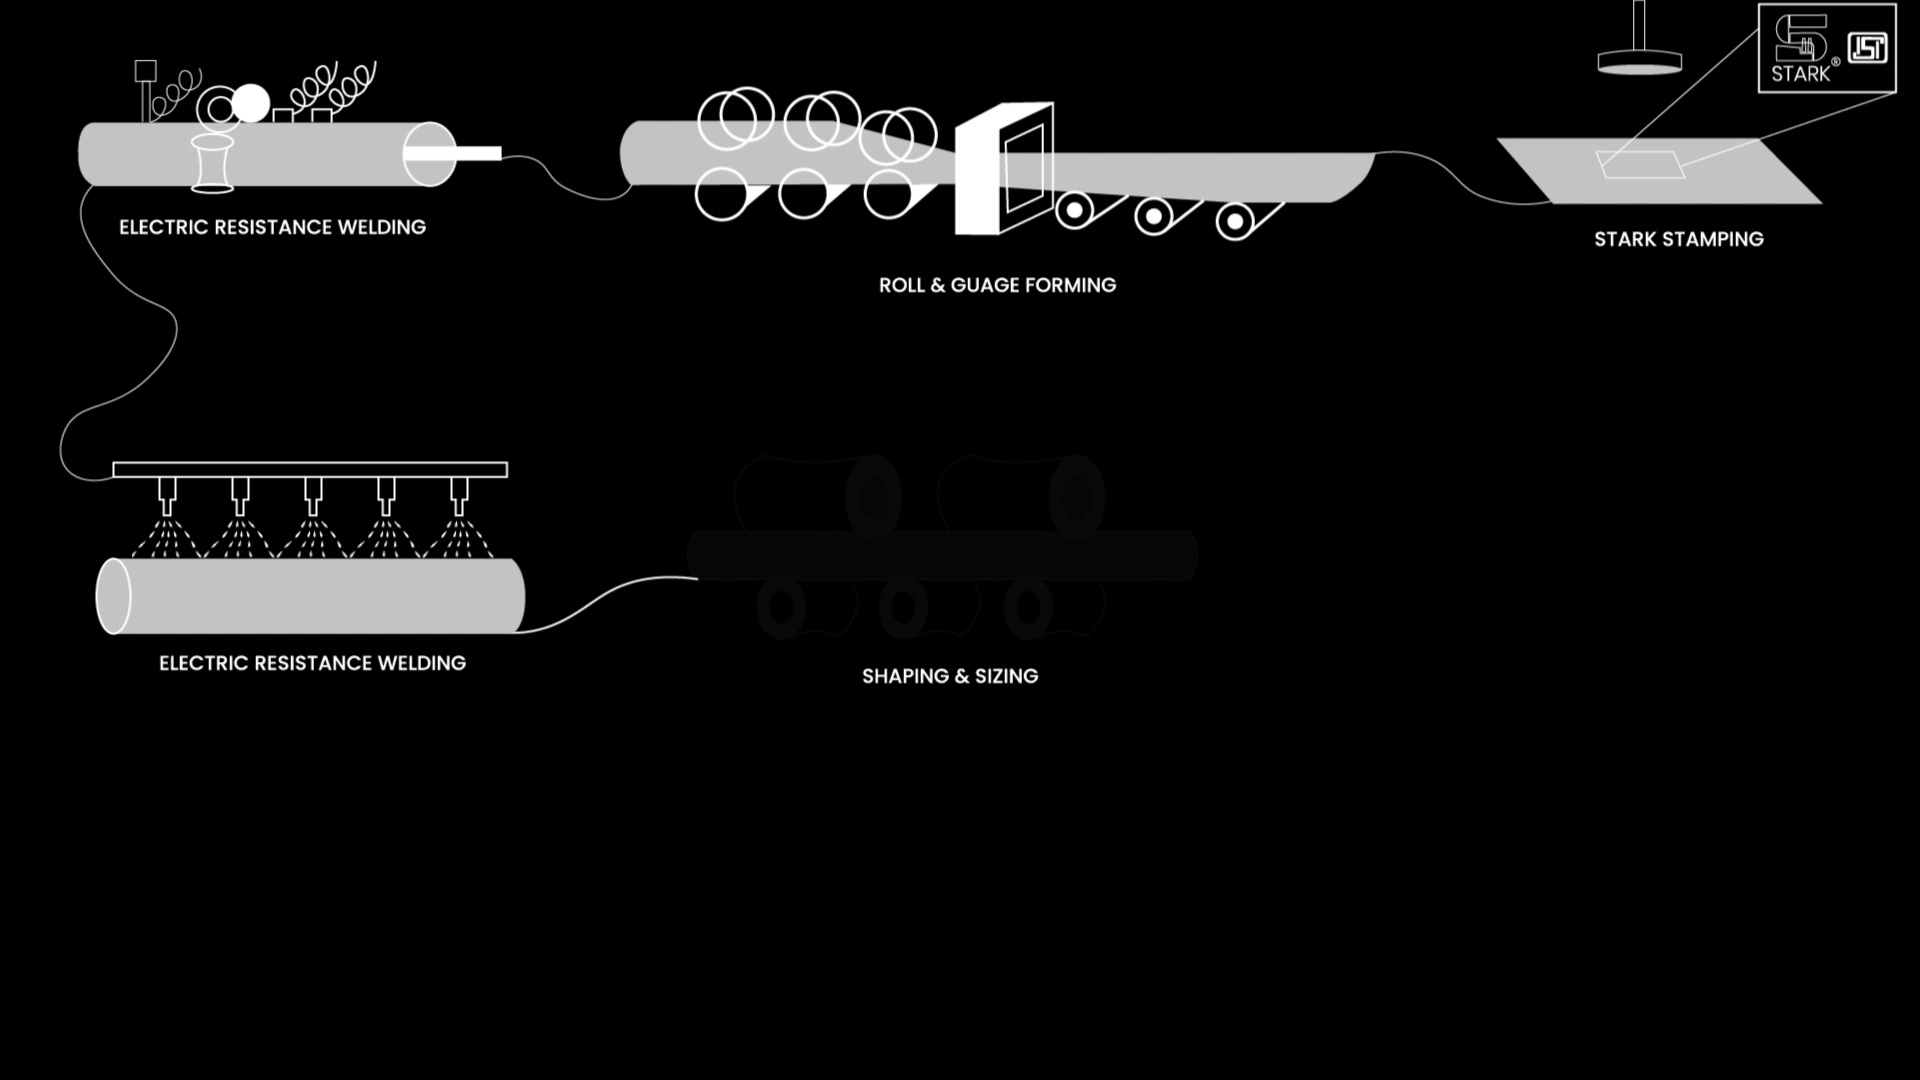 STARK®
ISI
ELECTRIC RESISTANCE WELDING
STARK STAMPING
ROLL & GUAGE FORMING
ELECTRIC RESISTANCE WELDING
SHAPING & SIZING